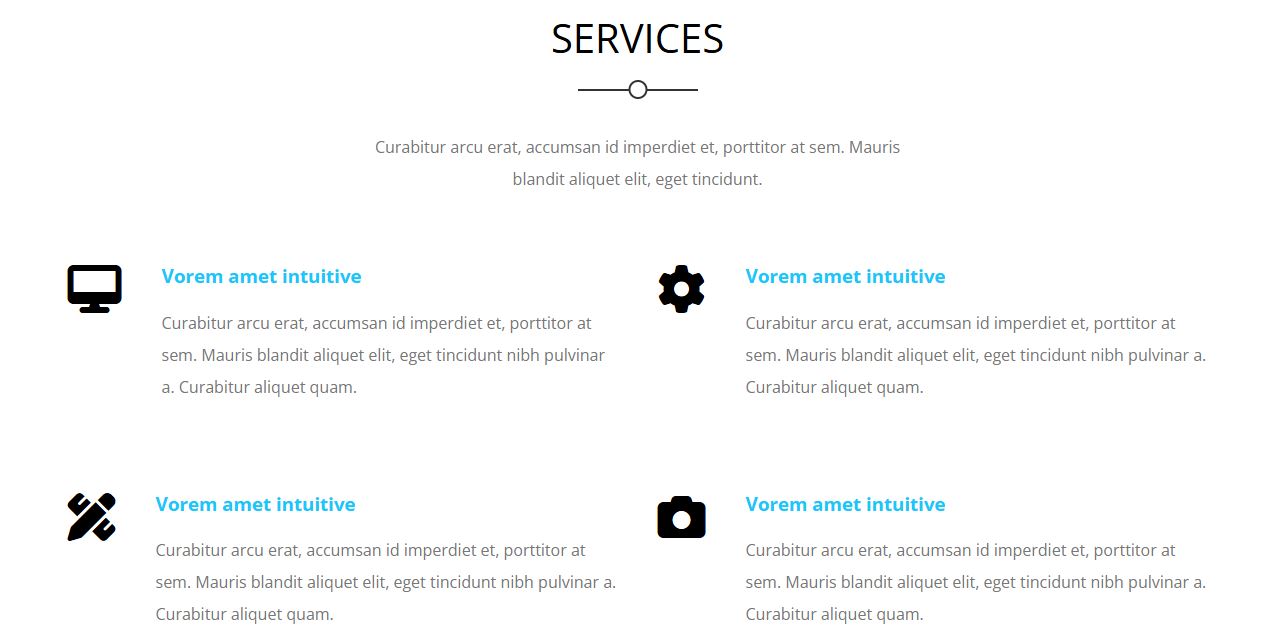 SERVICES
Curabitur arcu erat, accumsan id imperdiet et, porttitor at sem. Mauris
blandit aliquet elit, eget tincidunt.
Vorem amet intuitive
Curabitur arcu erat, accumsan id imperdiet et, porttitor at
sem. Mauris blandit aliquet elit, eget tincidunt nibh pulvinar
a. Curabitur aliquet quam.
Vorem amet intuitive
Curabitur arcu erat, accumsan id imperdiet et, porttitor at
sem. Mauris blandit aliquet elit, eget tincidunt nibh pulvinar a.
Curabitur aliquet quam.
Vorem amet intuitive
Curabitur arcu erat, accumsan id imperdiet et, porttitor at
sem. Mauris blandit aliquet elit, eget tincidunt nibh pulvinar a.
Curabitur aliquet quam.
Vorem amet intuitive
Curabitur arcu erat, accumsan id imperdiet et, porttitor at
sem. Mauris blandit aliquet elit, eget tincidunt nibh pulvinar a.
Curabitur aliquet quam.